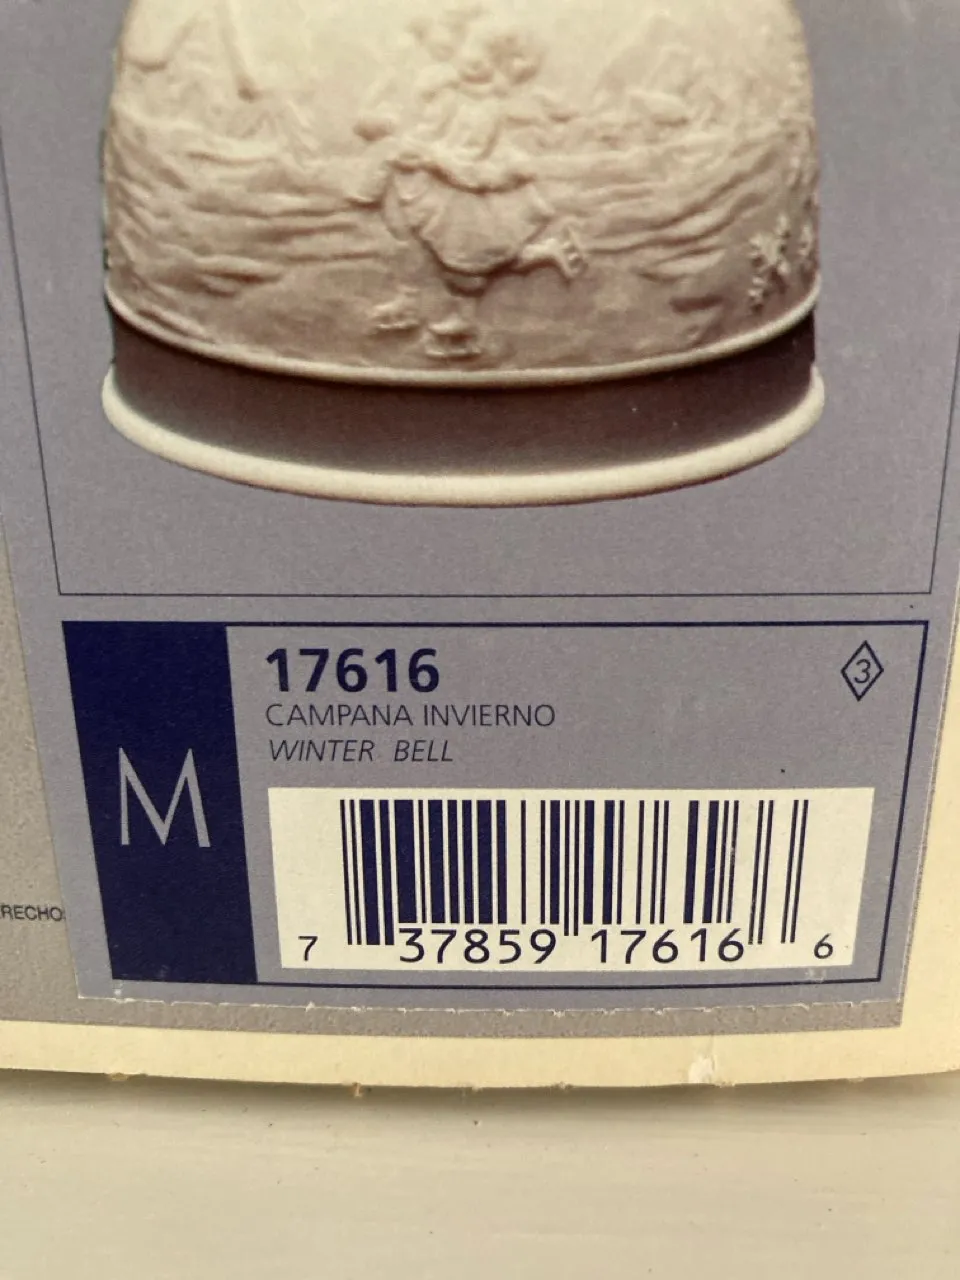 17616
3
CAMPANA INVIERNO
WINTER BELL
M
7 37859 17616 6
RECHO